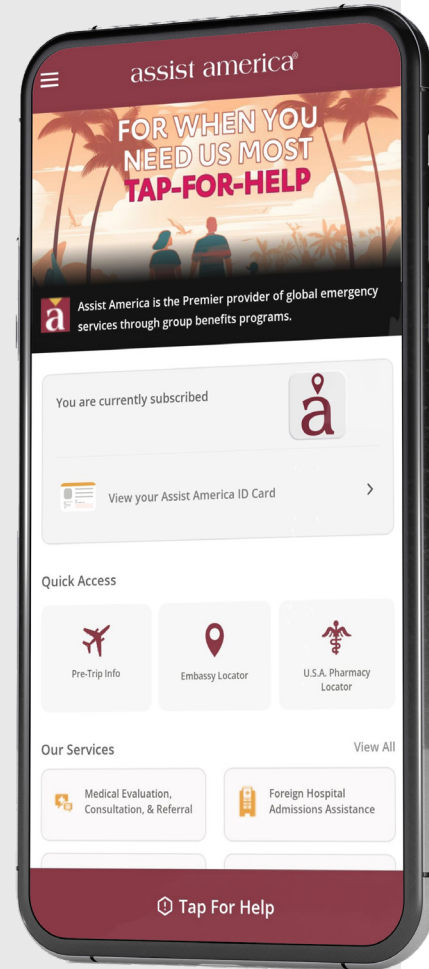 assist america®
FOR WHEN YOU
NEED US MOST
TAP-FOR-HELP
a
Assist America is the Premier provider of global emergency
services through group benefits programs.
You are currently subscribed
a
View your Assist America ID Card
Quick Access
Pre-Trip Info
Embassy Locator
U.S.A. Pharmacy
Locator
Our Services
View All
Medical Evaluation,
Consultation, & Referral
Foreign Hospital
Admissions Assistance
Tap For Help